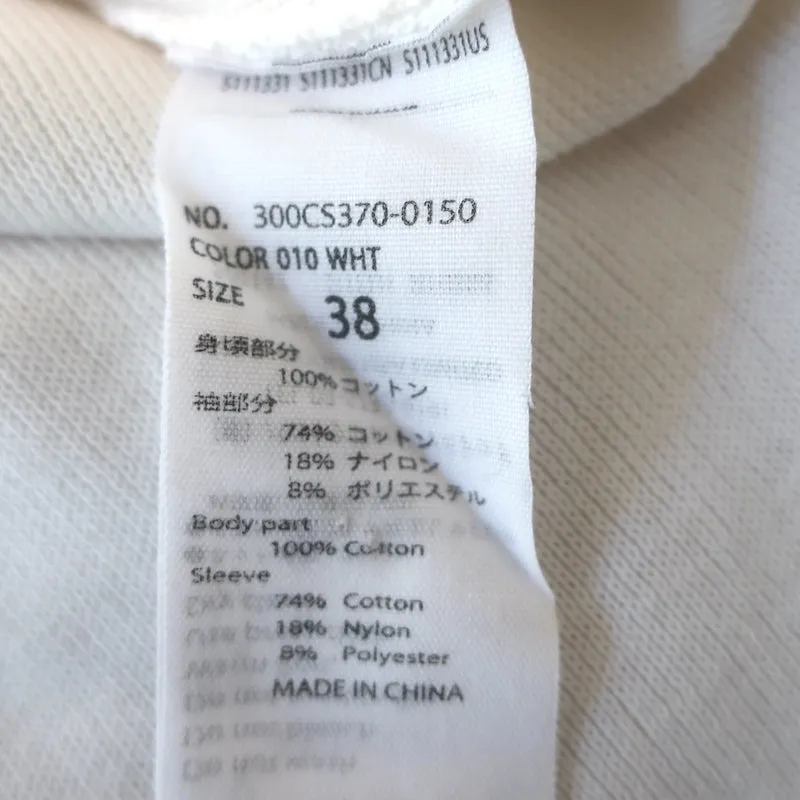 S111331 S111331CN S111331US
NO. 300CS370-0150
COLOR 010 WHT
SIZE
38
身頃部分
100%コットン
袖部分
74% コットン
18% ナイロン
8% ポリエステル
Body part
100% Cotton
Sleeve
74% Cotton
18% Nylon
8% Polyester
MADE IN CHINA